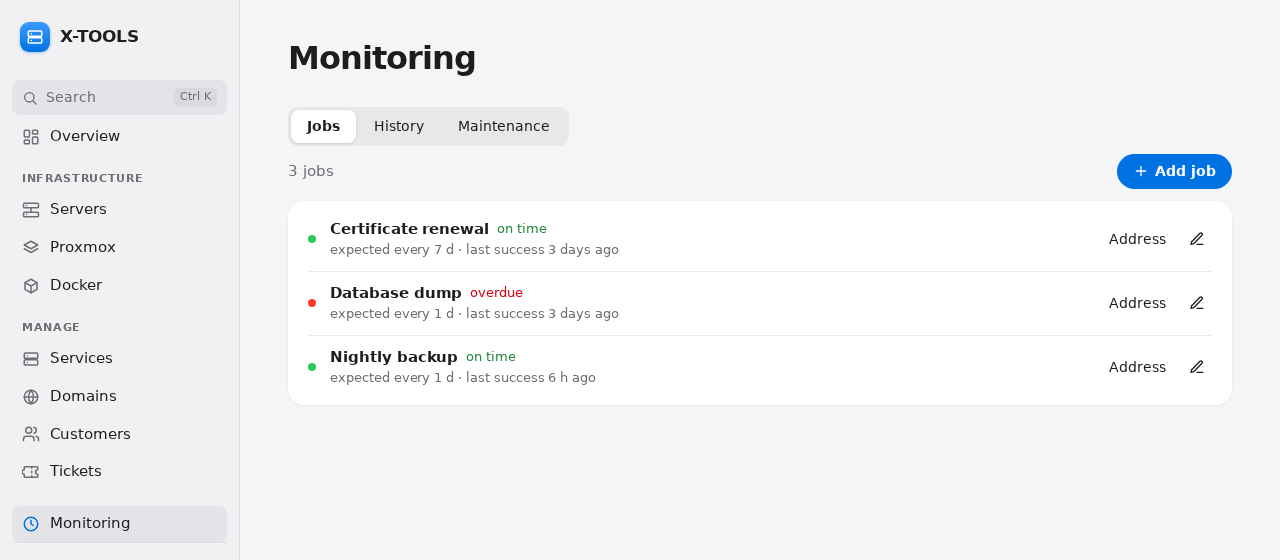 X-TOOLS
Search
Ctrl K
Overview
INFRASTRUCTURE
Servers
Proxmox
Docker
MANAGE
Services
Domains
Customers
Tickets
Monitoring
Monitoring
Jobs
History
Maintenance
3 jobs
Add job
Certificate renewal on time
expected every 7 d · last success 3 days ago
Address
Database dump overdue
expected every 1 d · last success 3 days ago
Address
Nightly backup on time
expected every 1 d · last success 6 h ago
Address